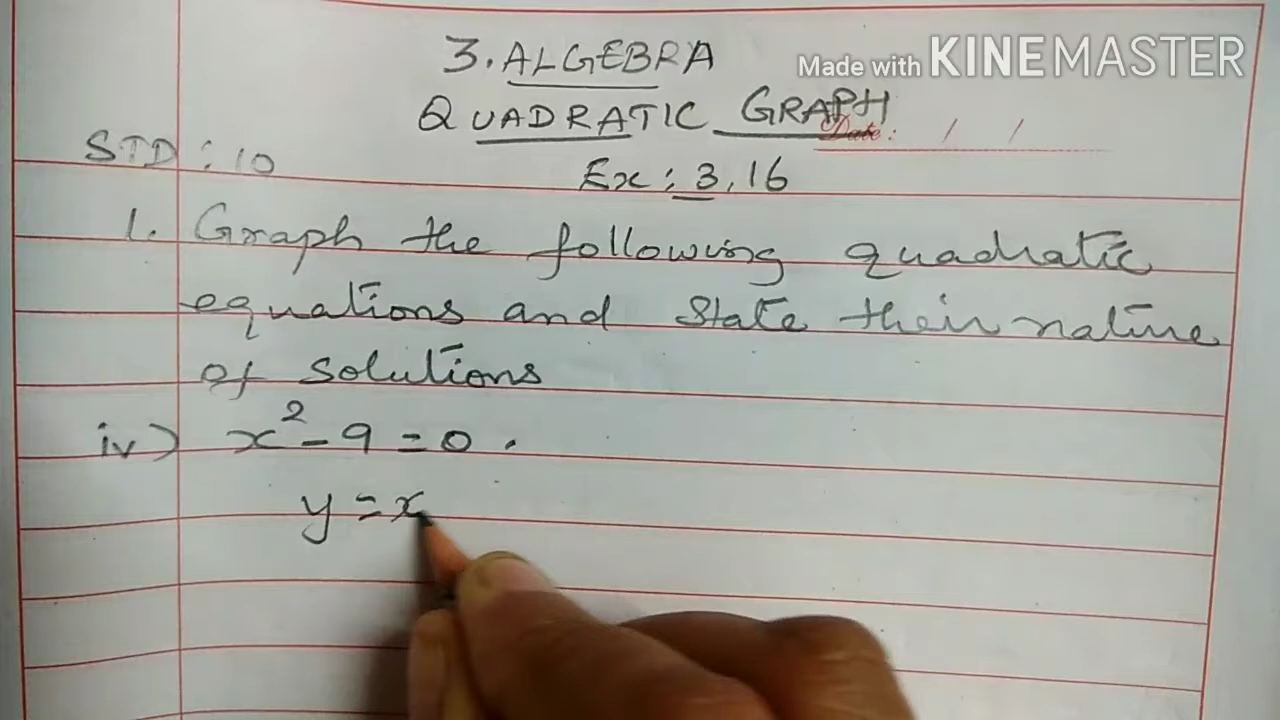 3. ALGEBRA
Made with KINEMASTER
QUADRATIC GRAPH
Date: / /
STD : 10
Ex : 3.16
1. Graph the following quadratic
equations and state their nature
of solutions
iv) x² - 9 = 0.
y = x